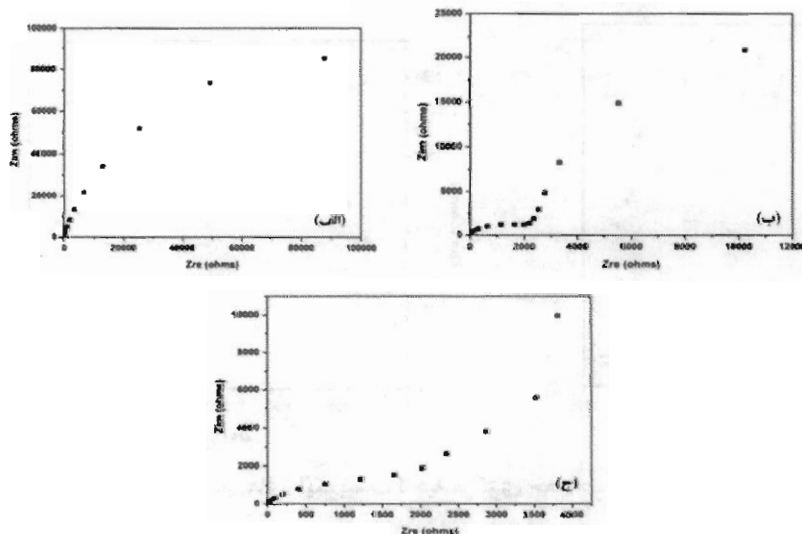 100000
80000
60000
40000
20000
0
Zim (ohms)
0 20000 40000 60000 80000 100000
Zre (ohms)
(الف)
25000
20000
15000
10000
5000
0
Zim (ohms)
0 4000 6000 8000 10000 12000
Zre (ohms)
(ب)
10000
8000
6000
4000
2000
0
Zim (ohms)
0 500 1000 1500 2000 2500 3000 3500 4000
Zre (ohms)
(ج)